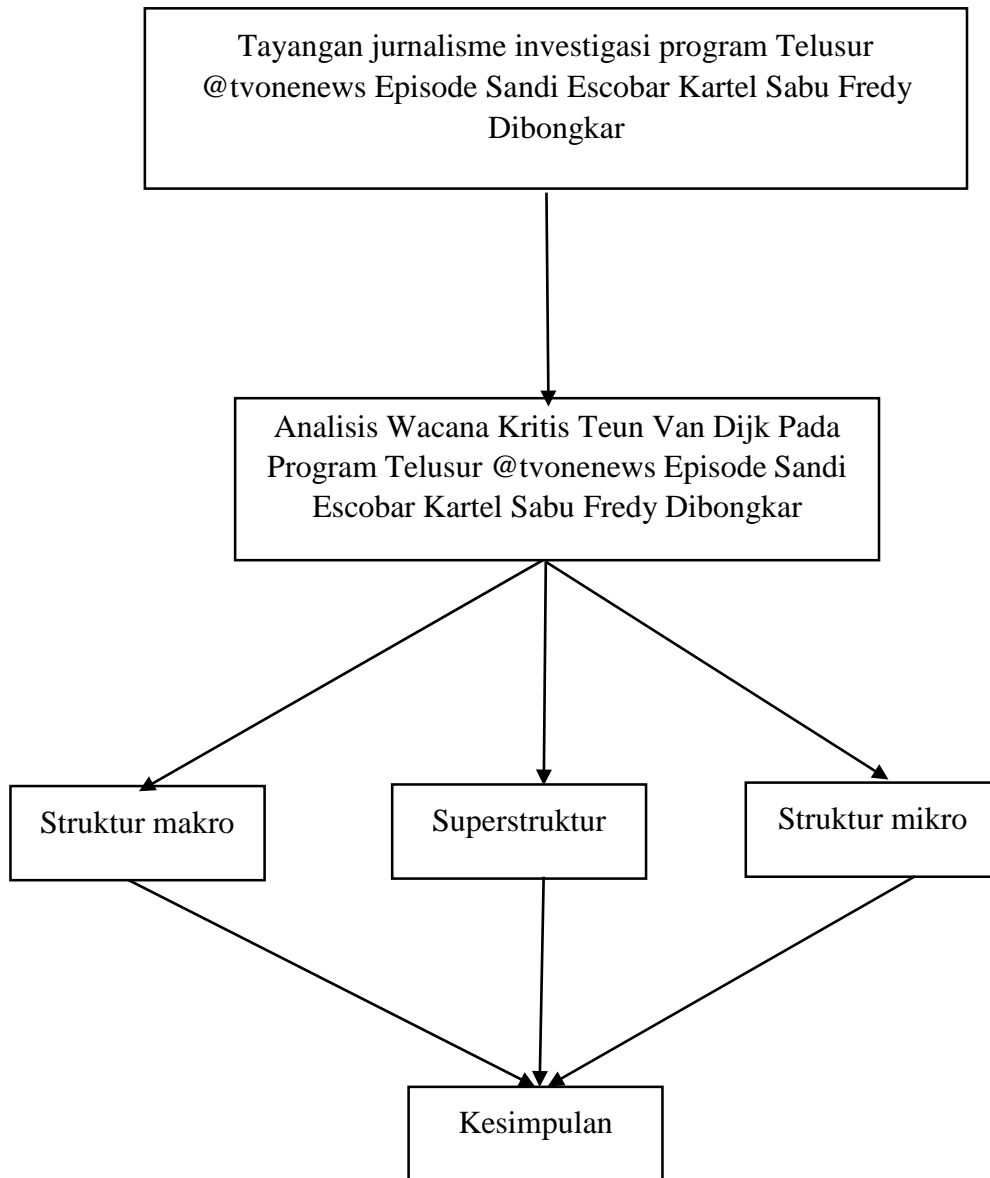 Tayangan jurnalisme investigasi program Telusur
@tvonenews Episode Sandi Escobar Kartel Sabu Fredy
Dibongkar
Analisis Wacana Kritis Teun Van Dijk Pada
Program Telusur @tvonenews Episode Sandi
Escobar Kartel Sabu Fredy Dibongkar
Struktur makro
Superstruktur
Struktur mikro
Kesimpulan